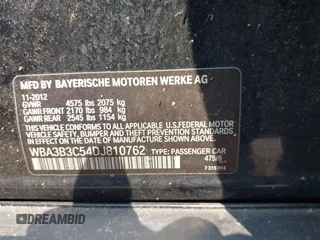 MFD BY BAYERISCHE MOTOREN WERKE AG
11-2012
GVWR 4575 lbs 2075 kg
GAWR FRONT 2170 lbs 984 kg
GAWR REAR 2545 lbs 1154 kg
THIS VEHICLE CONFORMS TO ALL APPLICABLE U.S. FEDERAL MOTOR
VEHICLE SAFETY, BUMPER, AND THEFT PREVENTION STANDARDS
IN EFFECT ON THE DATE OF MANUFACTURE SHOWN ABOVE.
WBA3B3C54DJ810762 TYPE: PASSENGER CAR
475/9